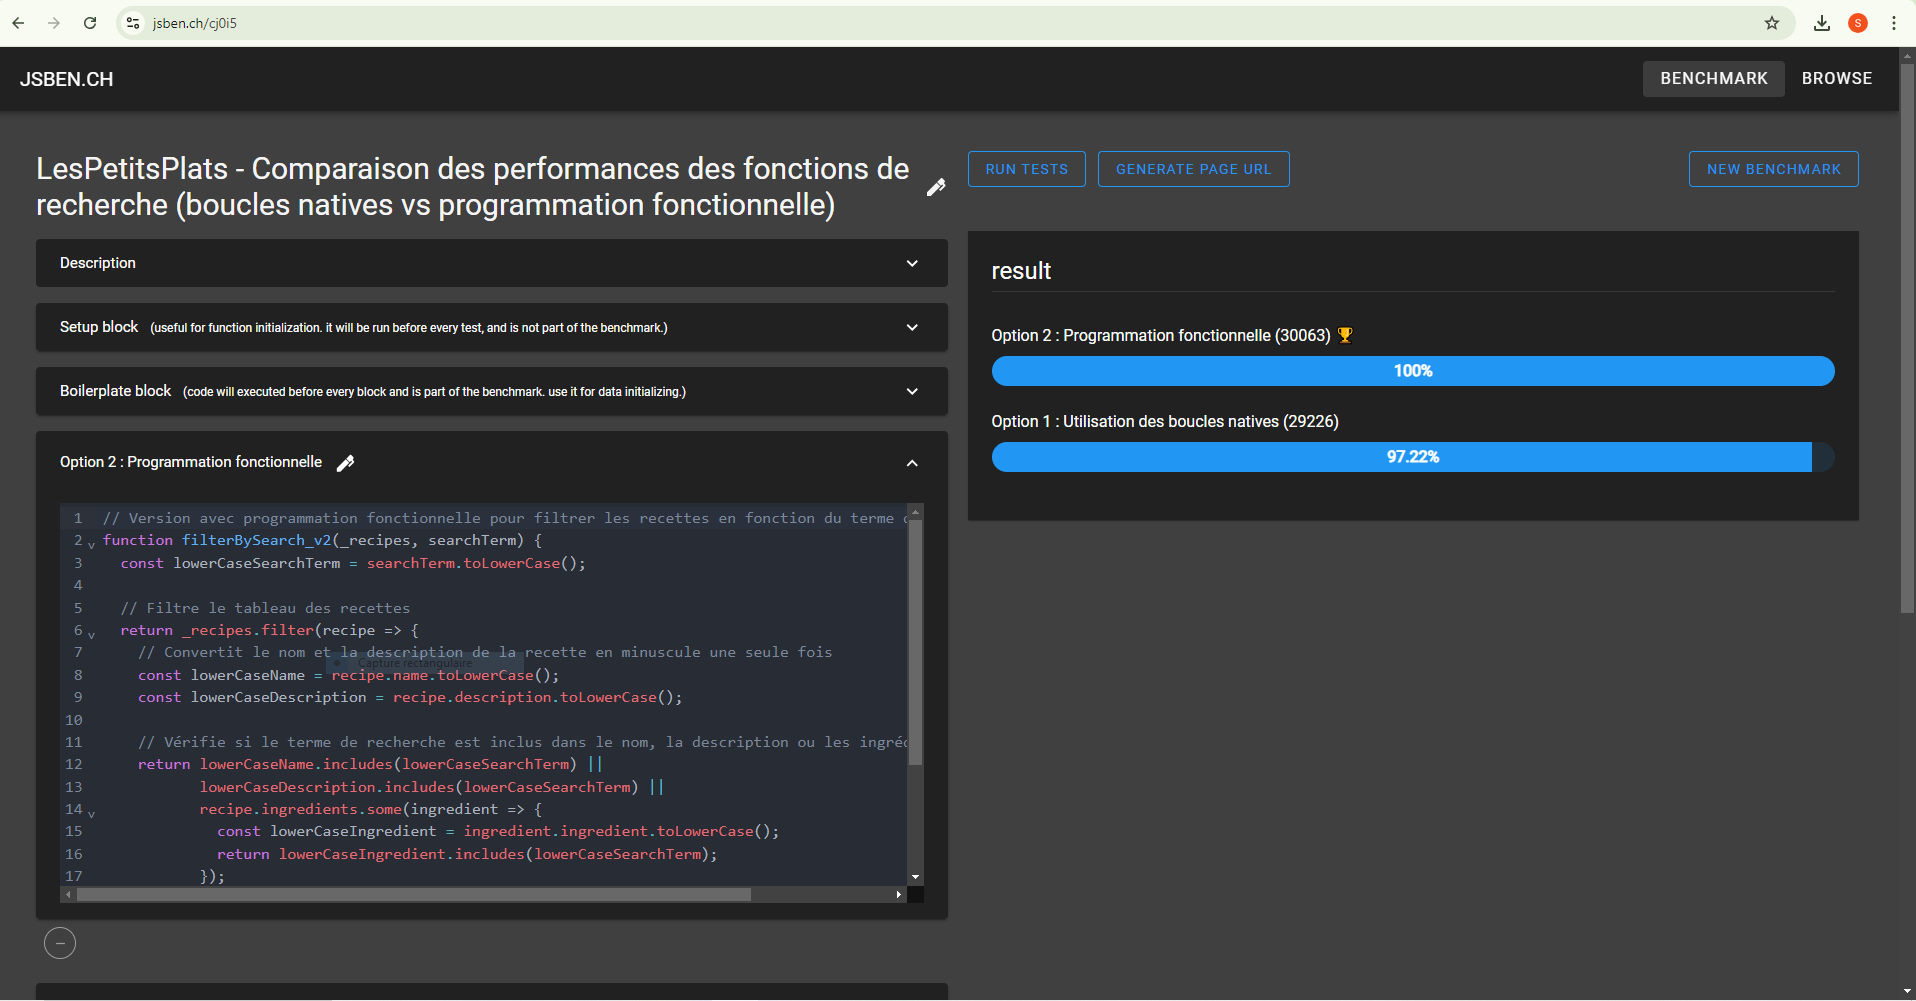 jsben.ch/cj0i5
S
JSBEN.CH
BENCHMARK
BROWSE
LesPetitsPlats - Comparaison des performances des fonctions de
recherche (boucles natives vs programmation fonctionnelle)
Description
Setup block (useful for function initialization. it will be run before every test, and is not part of the benchmark.)
Boilerplate block (code will executed before every block and is part of the benchmark. use it for data initializing.)
Option 2 : Programmation fonctionnelle
1 // Version avec programmation fonctionnelle pour filtrer les recettes en fonction du terme
2 function filterBySearch_v2(_recipes, searchTerm) {
3 const lowerCaseSearchTerm = searchTerm.toLowerCase();
4
5 // Filtre le tableau des recettes
6 return _recipes.filter(recipe => {
7 // Convertit le nom et la description de la recette en minuscule une seule fois
Capture rectangulaire
8 const lowerCaseName = recipe.name.toLowerCase();
9 const lowerCaseDescription = recipe.description.toLowerCase();
10
11 // Vérifie si le terme de recherche est inclus dans le nom, la description ou les ingréd
12 return lowerCaseName.includes(lowerCaseSearchTerm) ||
13 lowerCaseDescription.includes(lowerCaseSearchTerm) ||
14 recipe.ingredients.some(ingredient => {
15 const lowerCaseIngredient = ingredient.ingredient.toLowerCase();
16 return lowerCaseIngredient.includes(lowerCaseSearchTerm);
17 });
RUN TESTS
GENERATE PAGE URL
NEW BENCHMARK
result
Option 2 : Programmation fonctionnelle (30063) 🏆
100%
Option 1 : Utilisation des boucles natives (29226)
97.22%